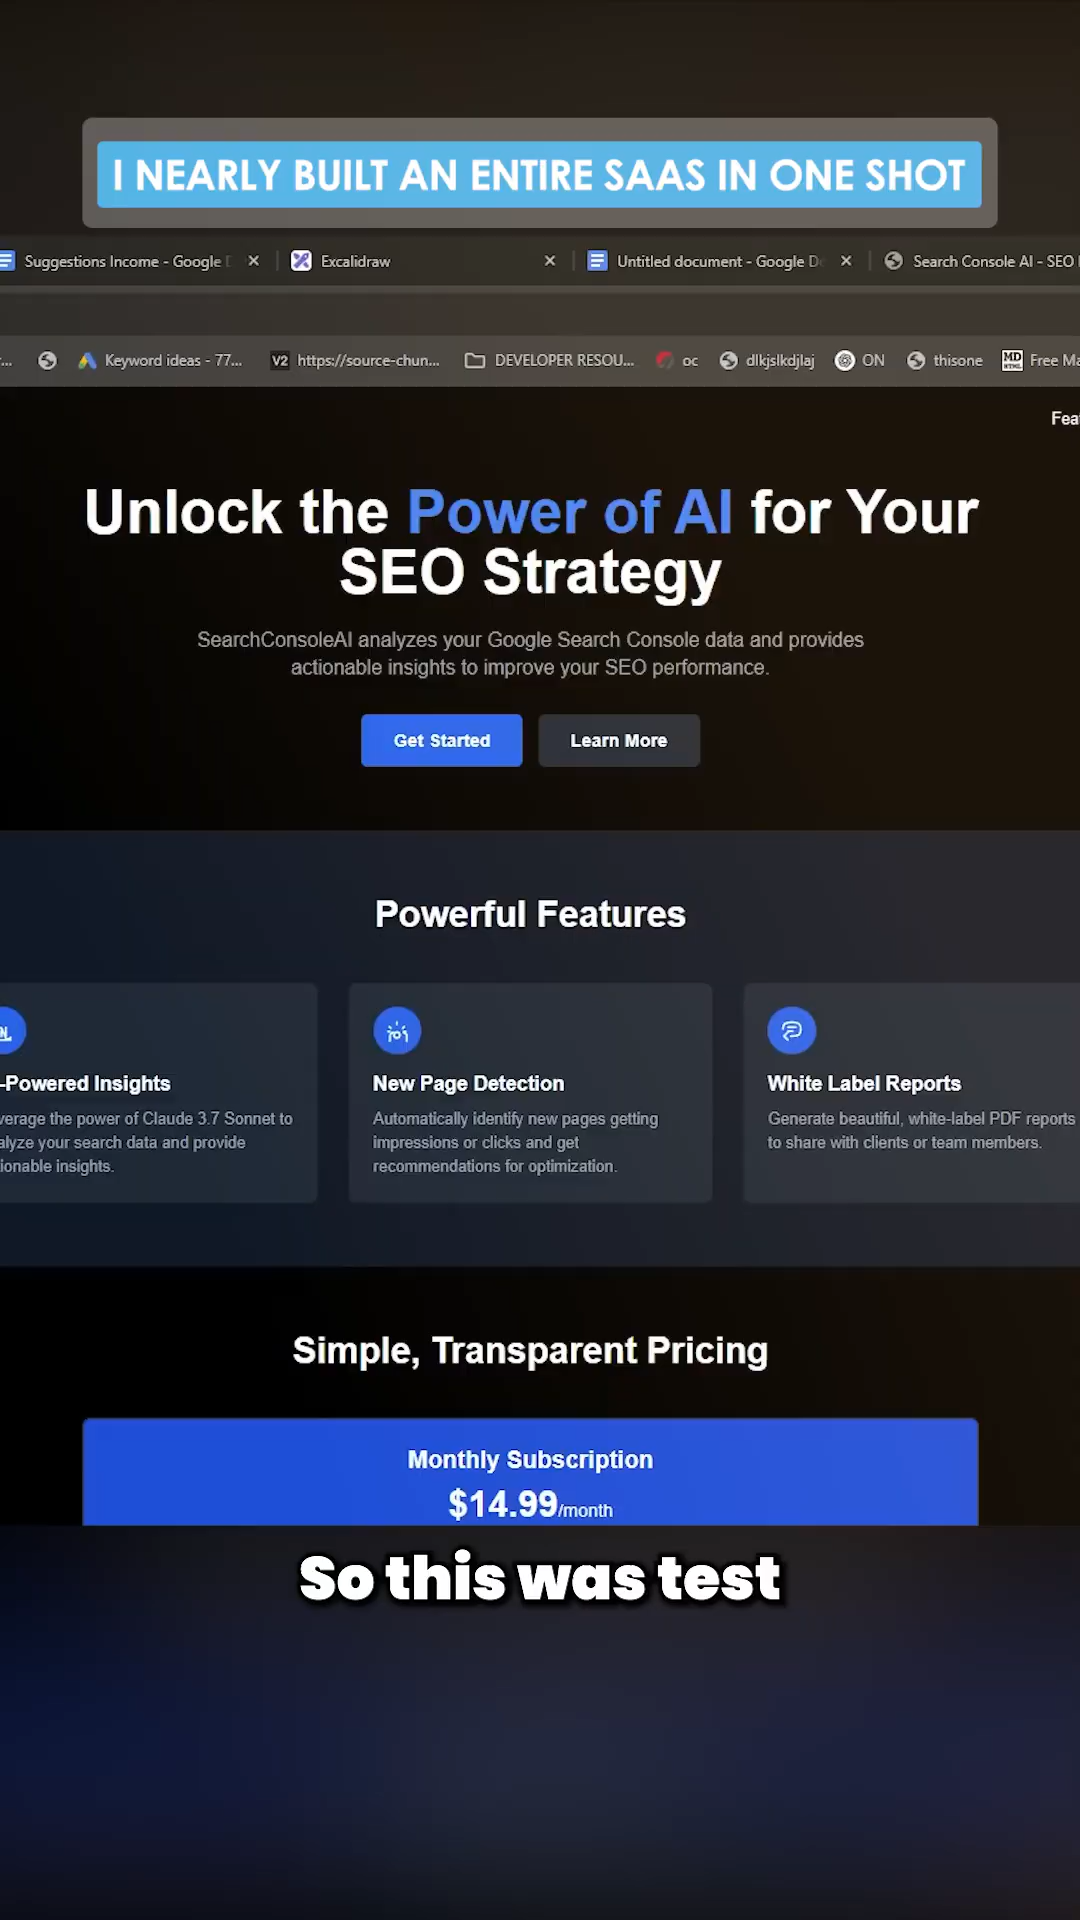 I NEARLY BUILT AN ENTIRE SAAS IN ONE SHOT
Suggestions Income - Google
Excalidraw
Untitled document - Google Do
Search Console AI - SEO
Keyword ideas - 77...
V2 https://source-chun...
DEVELOPER RESOU...
oc
dlkjslkdjlaj
ON
thisone
MD
HTML
Free Ma
Fea
Unlock the Power of AI for Your
SEO Strategy
SearchConsoleAI analyzes your Google Search Console data and provides
actionable insights to improve your SEO performance.
Get Started
Learn More
Powerful Features
-Powered Insights
verage the power of Claude 3.7 Sonnet to
alyze your search data and provide
ionable insights.
New Page Detection
Automatically identify new pages getting
impressions or clicks and get
recommendations for optimization.
White Label Reports
Generate beautiful, white-label PDF reports
to share with clients or team members.
Simple, Transparent Pricing
Monthly Subscription
$14.99/month
So this was test